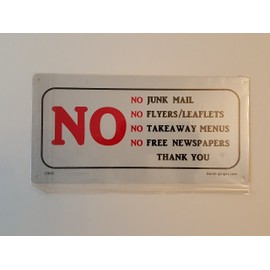 NO
NO JUNK MAIL
NO FLYERS/LEAFLETS
NO TAKEAWAY MENUS
NO FREE NEWSPAPERS
THANK YOU